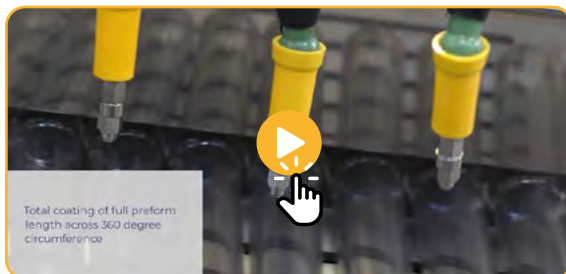 Total coating of full preform
length across 360 degree
circumference